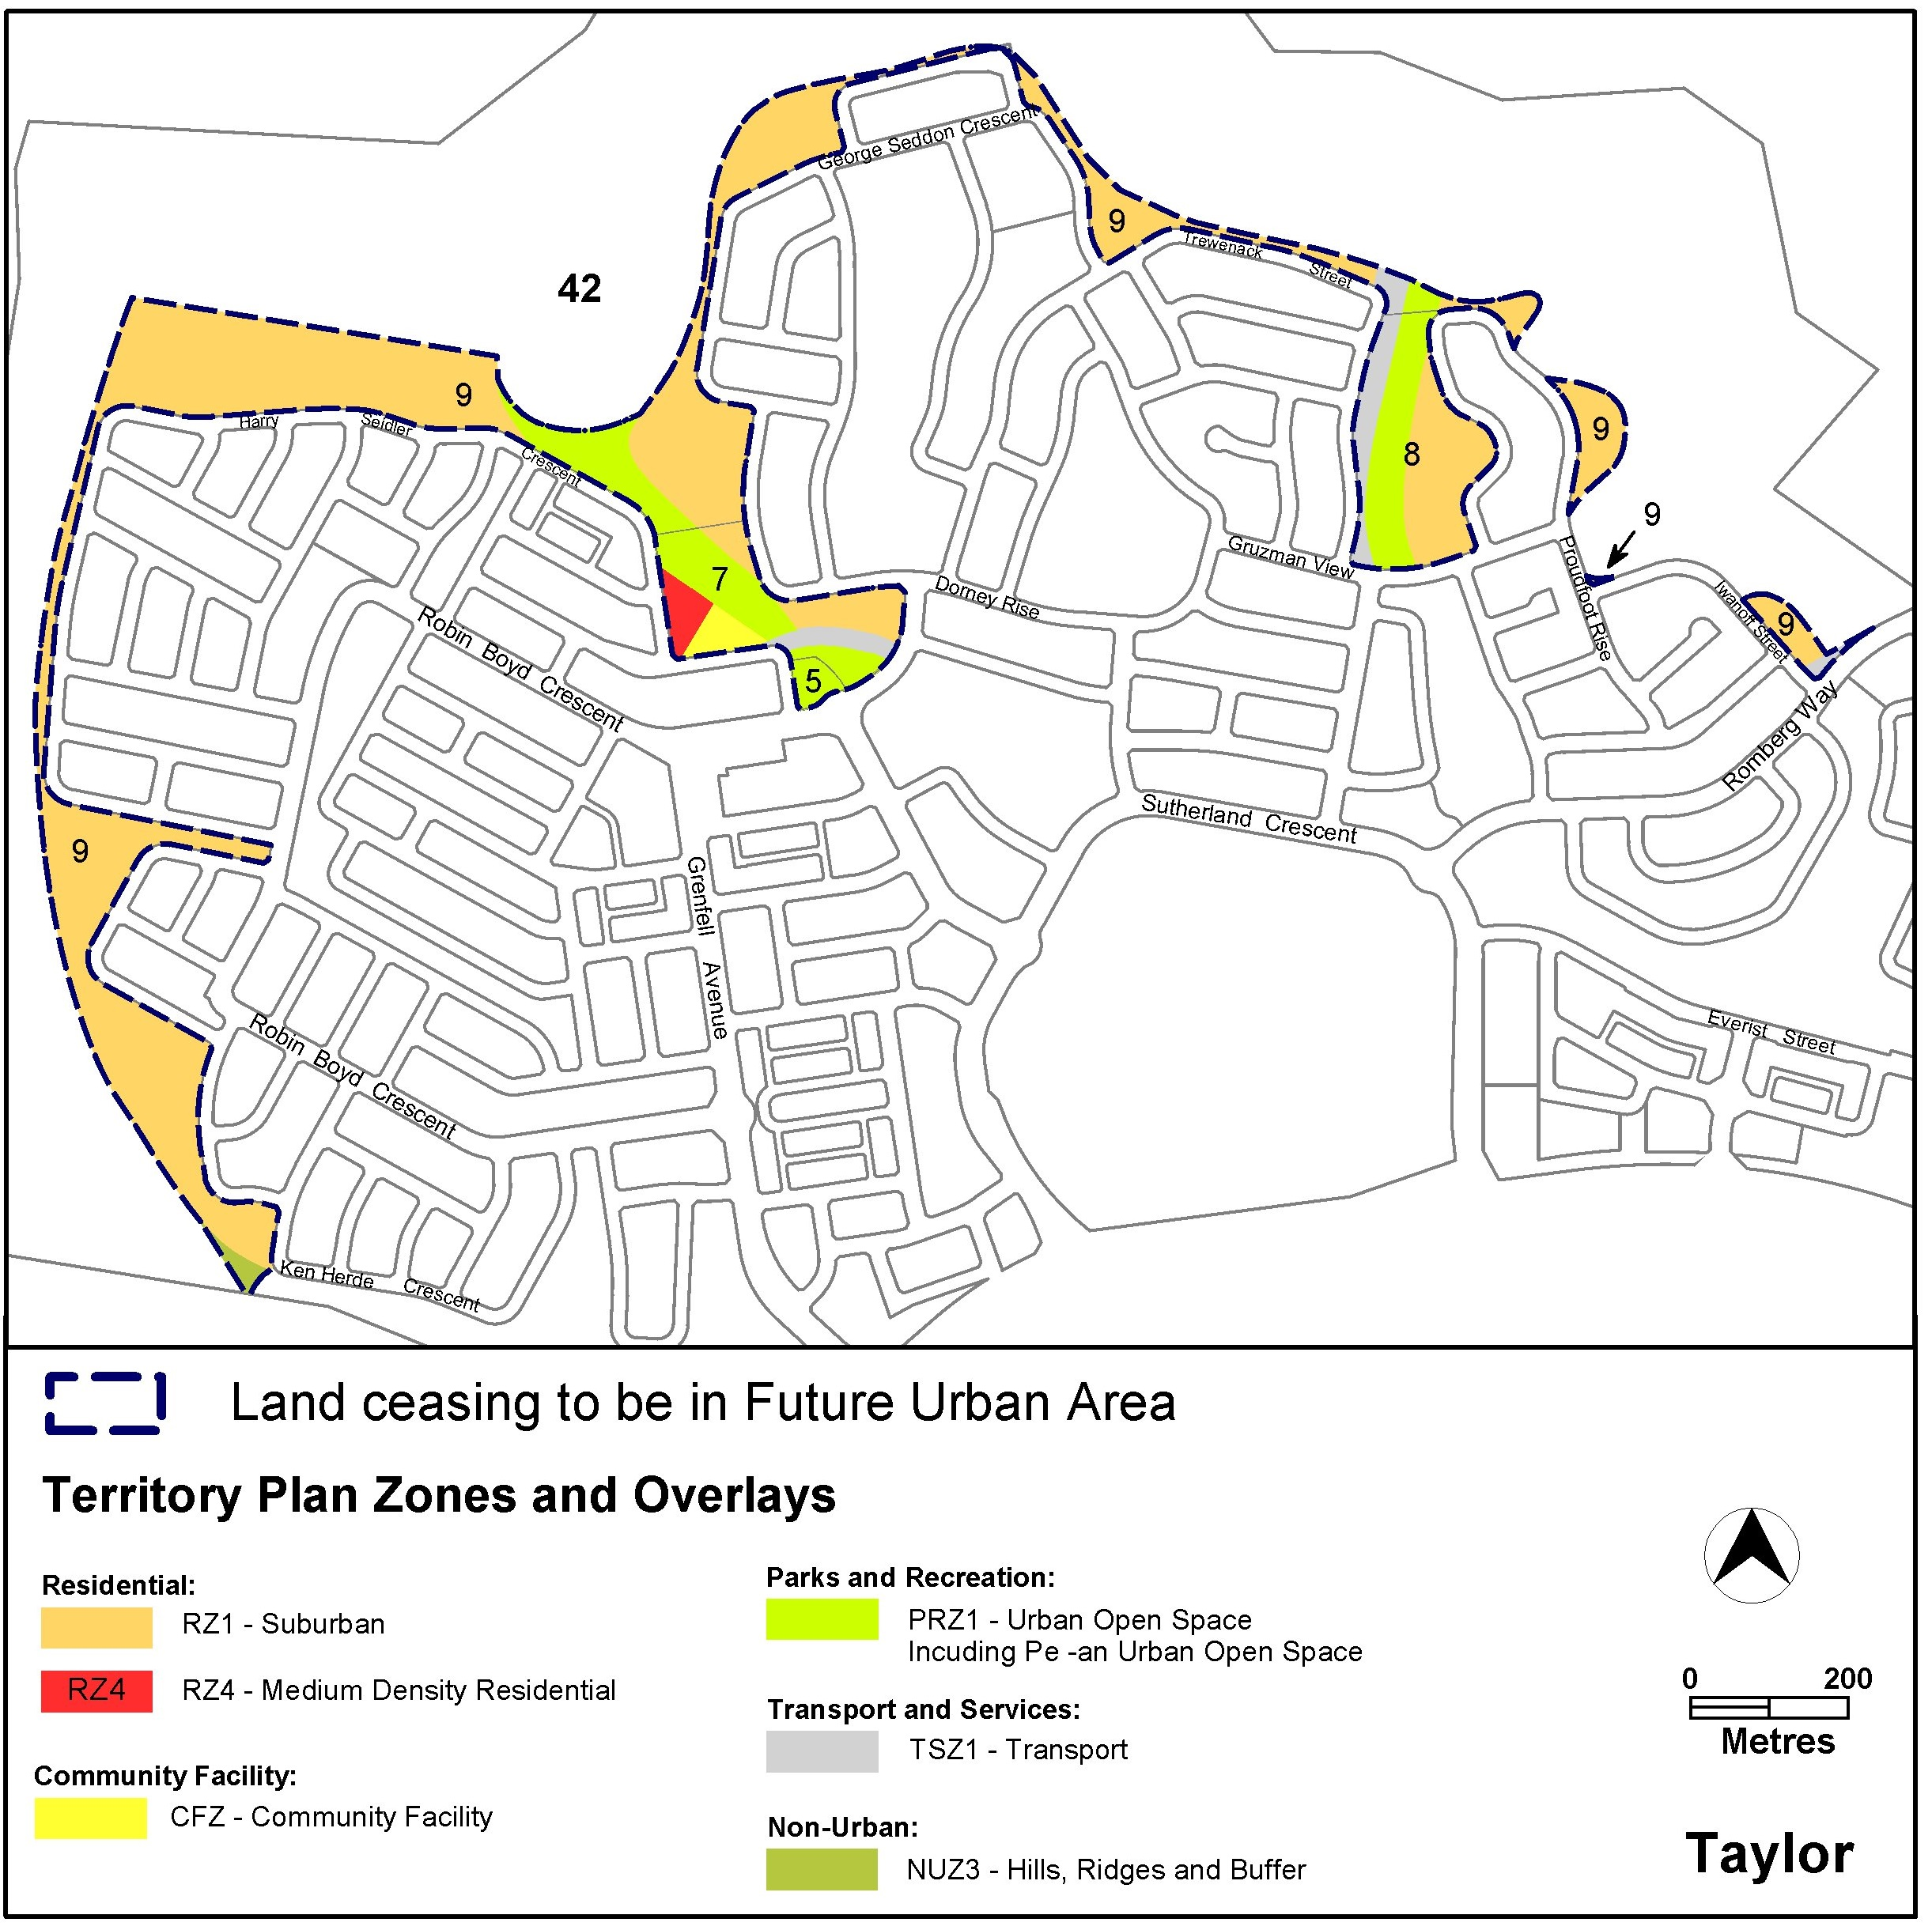 George Seddon Crescent
9
Trewenack
Street
42
9
Harry
Seidler
Crescent
8
9
9
7
Gruzman View
Dorney Rise
Proudfoot Rise
Iwanoff Street
9
Robin Boyd Crescent
5
Romberg Way
Sutherland Crescent
9
Grenfell
Avenue
Robin Boyd Crescent
Everist Street
Ken Herde
Crescent
Land ceasing to be in Future Urban Area
Territory Plan Zones and Overlays
Residential:
RZ1 - Suburban
RZ4
RZ4 - Medium Density Residential
Community Facility:
CFZ - Community Facility
Parks and Recreation:
PRZ1 - Urban Open Space
Incuding Pe -an Urban Open Space
Transport and Services:
TSZ1 - Transport
Non-Urban:
NUZ3 - Hills, Ridges and Buffer
0 200
Metres
Taylor